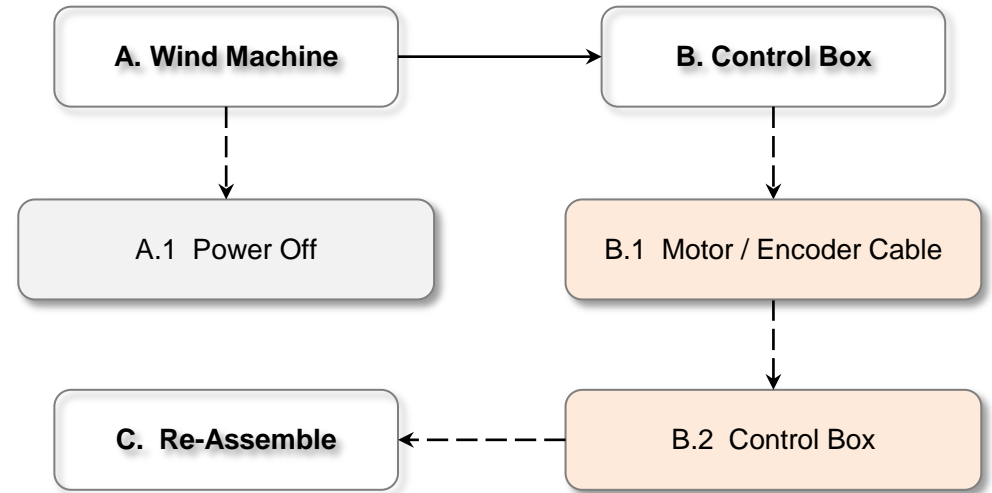 A. Wind Machine
B. Control Box
A.1 Power Off
B.1 Motor / Encoder Cable
C. Re-Assemble
B.2 Control Box